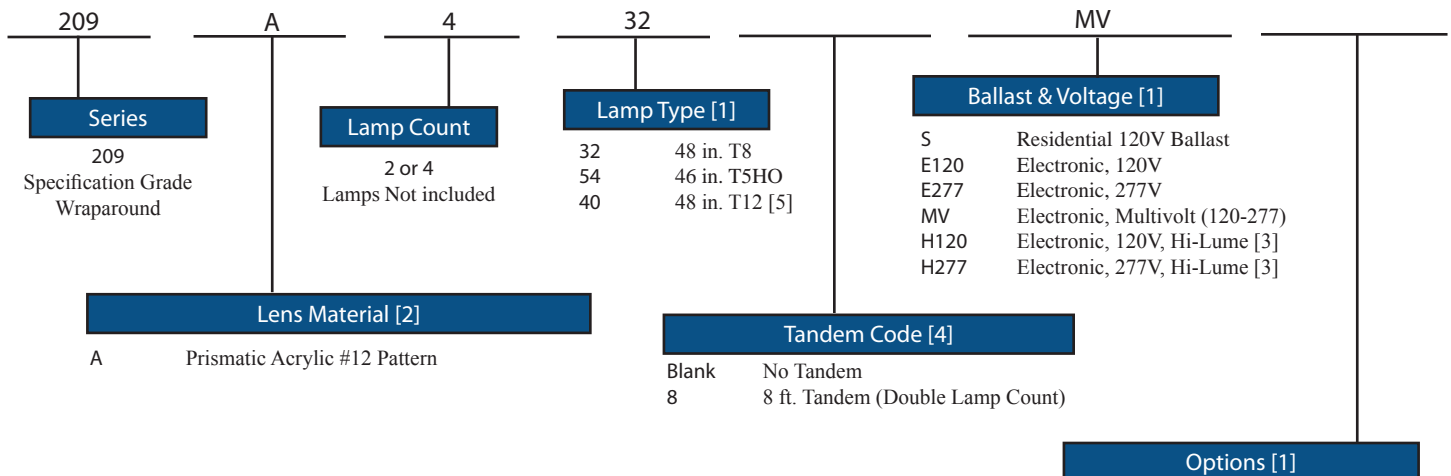 209 A 4 32 MV
Series
209
Specification Grade
Wraparound
Lamp Count
2 or 4
Lamps Not included
Lamp Type [1]
32 48 in. T8
54 46 in. T5HO
40 48 in. T12 [5]
Ballast & Voltage [1]
S Residential 120V Ballast
E120 Electronic, 120V
E277 Electronic, 277V
MV Electronic, Multivolt (120-277)
H120 Electronic, 120V, Hi-Lume [3]
H277 Electronic, 277V, Hi-Lume [3]
Lens Material [2]
A Prismatic Acrylic #12 Pattern
Tandem Code [4]
Blank No Tandem
8 8 ft. Tandem (Double Lamp Count)
Options [1]